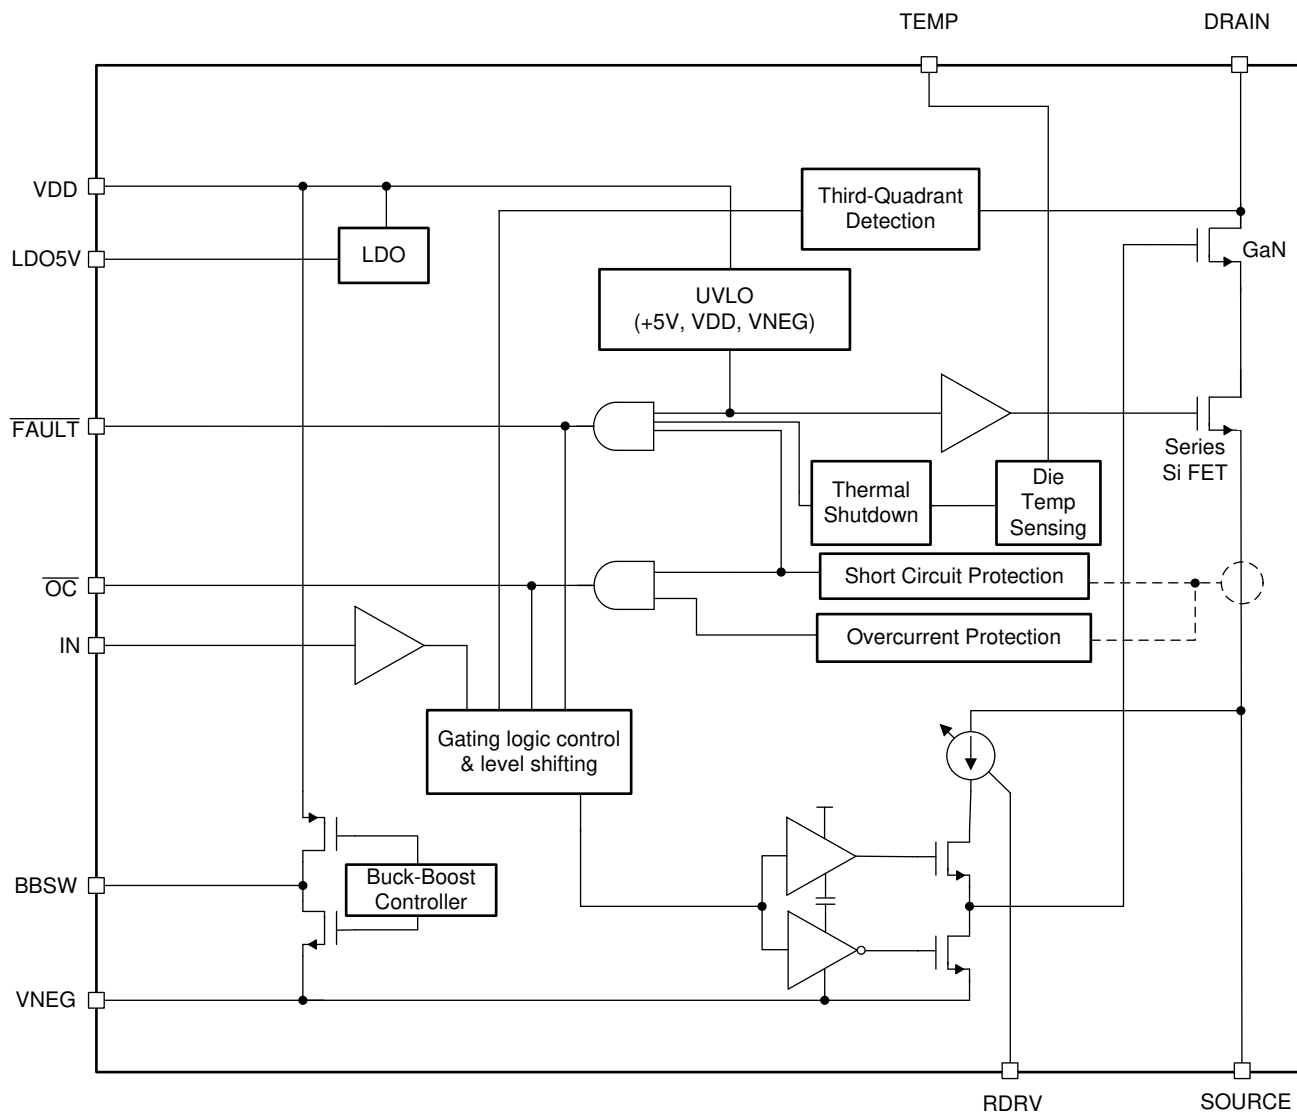 TEMP
DRAIN
VDD
Third-Quadrant
Detection
LDO5V
LDO
GaN
UVLO
(+5V, VDD, VNEG)
FAULT
Series
Si FET
Thermal
Shutdown
Die
Temp
Sensing
OC
Short Circuit Protection
IN
Overcurrent Protection
Gating logic control
& level shifting
BBSW
Buck-Boost
Controller
VNEG
RDRV
SOURCE